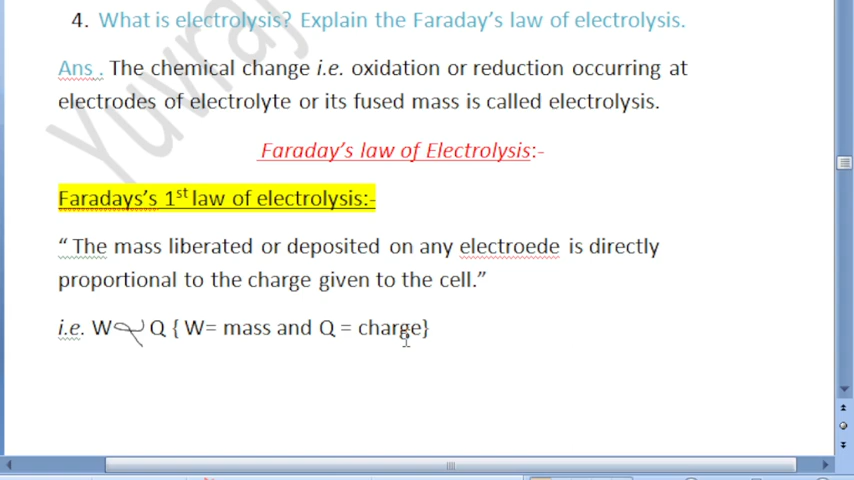 4. What is electrolysis? Explain the Faraday's law of electrolysis.
Ans . The chemical change i.e. oxidation or reduction occurring at
electrodes of electrolyte or its fused mass is called electrolysis.
Faraday's law of Electrolysis:-
Faradays's 1st law of electrolysis:-
“ The mass liberated or deposited on any electroede is directly
proportional to the charge given to the cell.”
i.e. W ∝ Q { W= mass and Q = charge}
Yuvraj